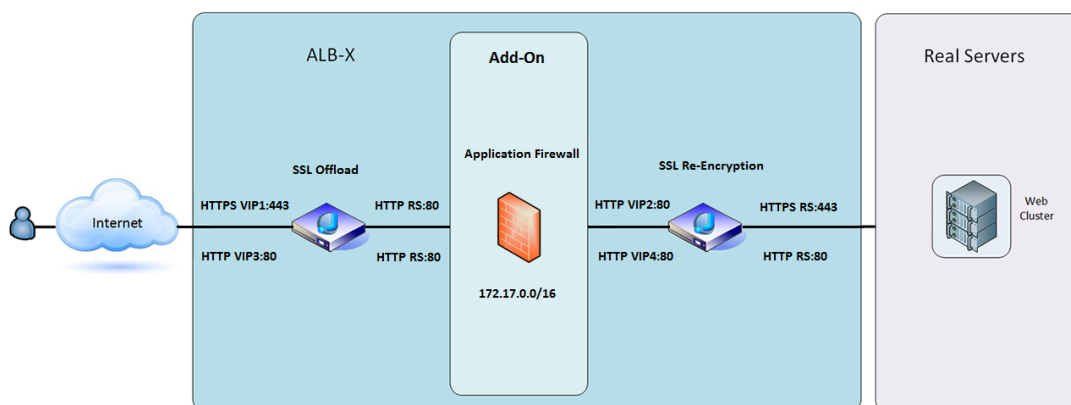 ALB-X
Add-On
Real Servers
Application Firewall
SSL Offload
SSL Re-Encryption
HTTPS VIP1:443
HTTP RS:80
HTTP VIP2:80
HTTPS RS:443
Web
Cluster
Internet
HTTP VIP3:80
HTTP RS:80
HTTP VIP4:80
HTTP RS:80
172.17.0.0/16